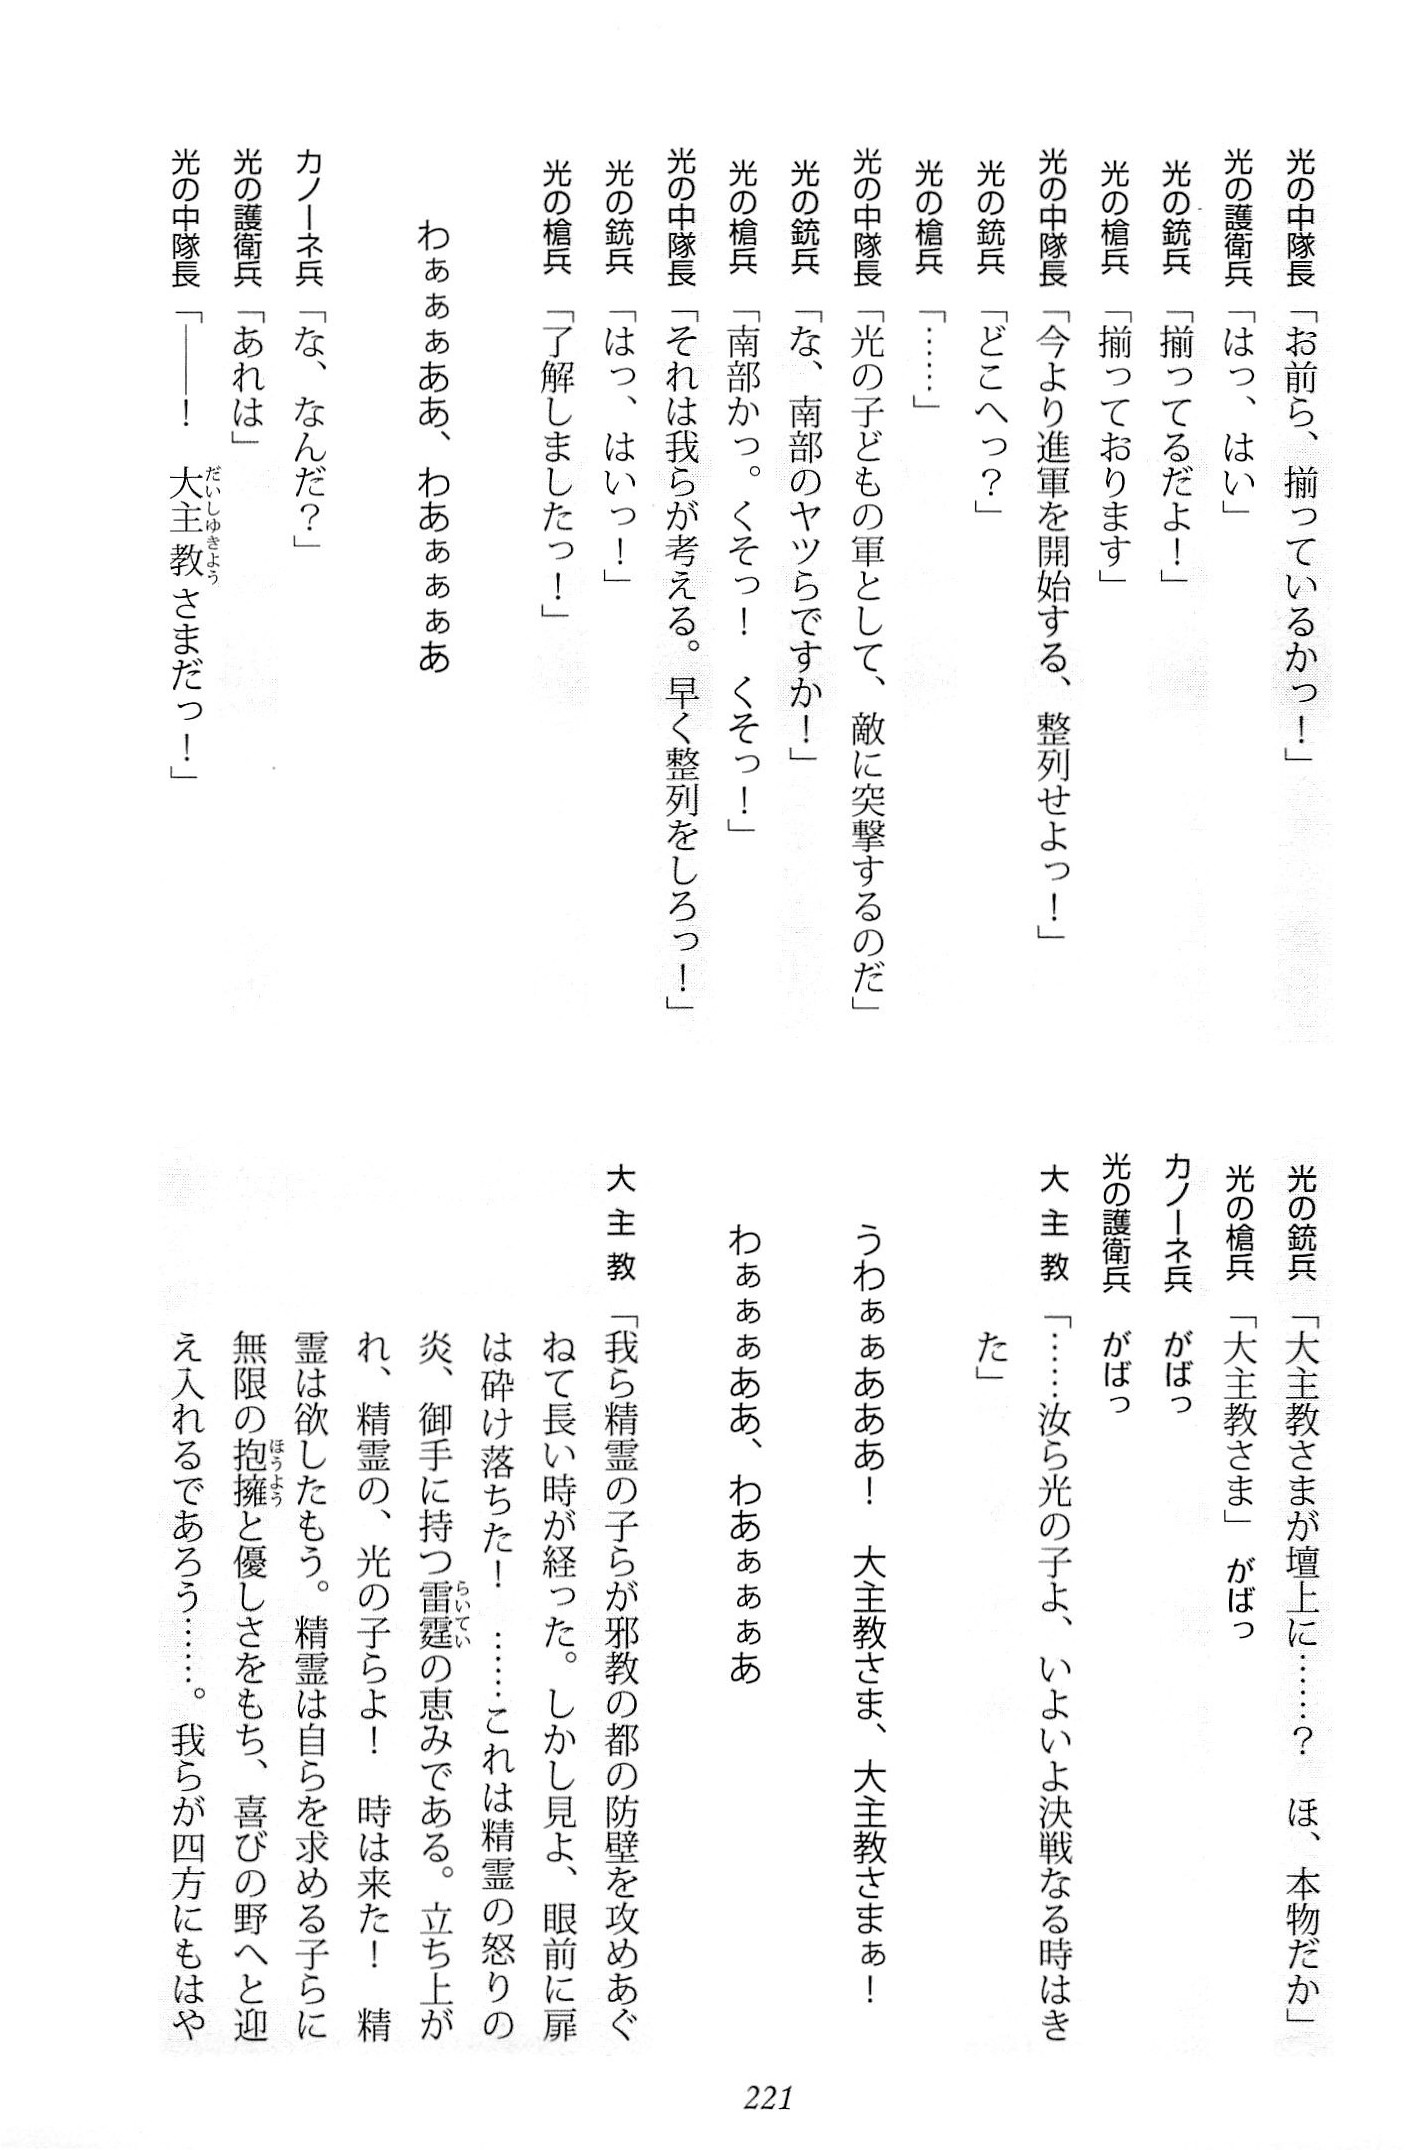 光の中隊長「お前ら、揃っているかっ！」
光の護衛兵「はっ、はい」
光の銃兵「揃ってるだよ！」
光の槍兵「揃っております」
光の中隊長「今より進軍を開始する、整列せよっ！」
光の銃兵「どこへっ？」
光の槍兵「……」
光の中隊長「光の子どもの軍として、敵に突撃するのだ」
光の銃兵「な、南部のヤツらですか！」
光の槍兵「南部かっ。くそっ！　くそっ！」
光の中隊長「それは我らが考える。早く整列をしろっ！」
光の銃兵「はっ、はいっ！」
光の槍兵「了解しましたっ！」
わぁぁぁああ、わあぁぁぁあ
カノーネ兵「な、なんだ？」
光の護衛兵「あれは」
光の中隊長「――！　大主教さまだっ！」
だいしゆきよう
光の銃兵「大主教さまが壇上に……？　ほ、本物だか」
光の槍兵「大主教さま」がばっ
カノーネ兵　がばっ
光の護衛兵　がばっ
大主教「……汝ら光の子よ、いよいよ決戦なる時はき
た」
うわぁぁあああ！　大主教さま、大主教さまぁ！
わぁぁぁああ、わあぁぁぁあ
大主教「我ら精霊の子らが邪教の都の防壁を攻めあぐ
ねて長い時が経った。しかし見よ、眼前に扉
は砕け落ちた！　……これは精霊の怒りの
炎、御手に持つ雷霆の恵みである。立ち上が
らいてい
れ、精霊の、光の子らよ！　時は来た！　精
霊は欲したもう。精霊は自らを求める子らに
無限の抱擁と優しさをもち、喜びの野へと迎
ほうよう
え入れるであろう……。我らが四方にもはや
221